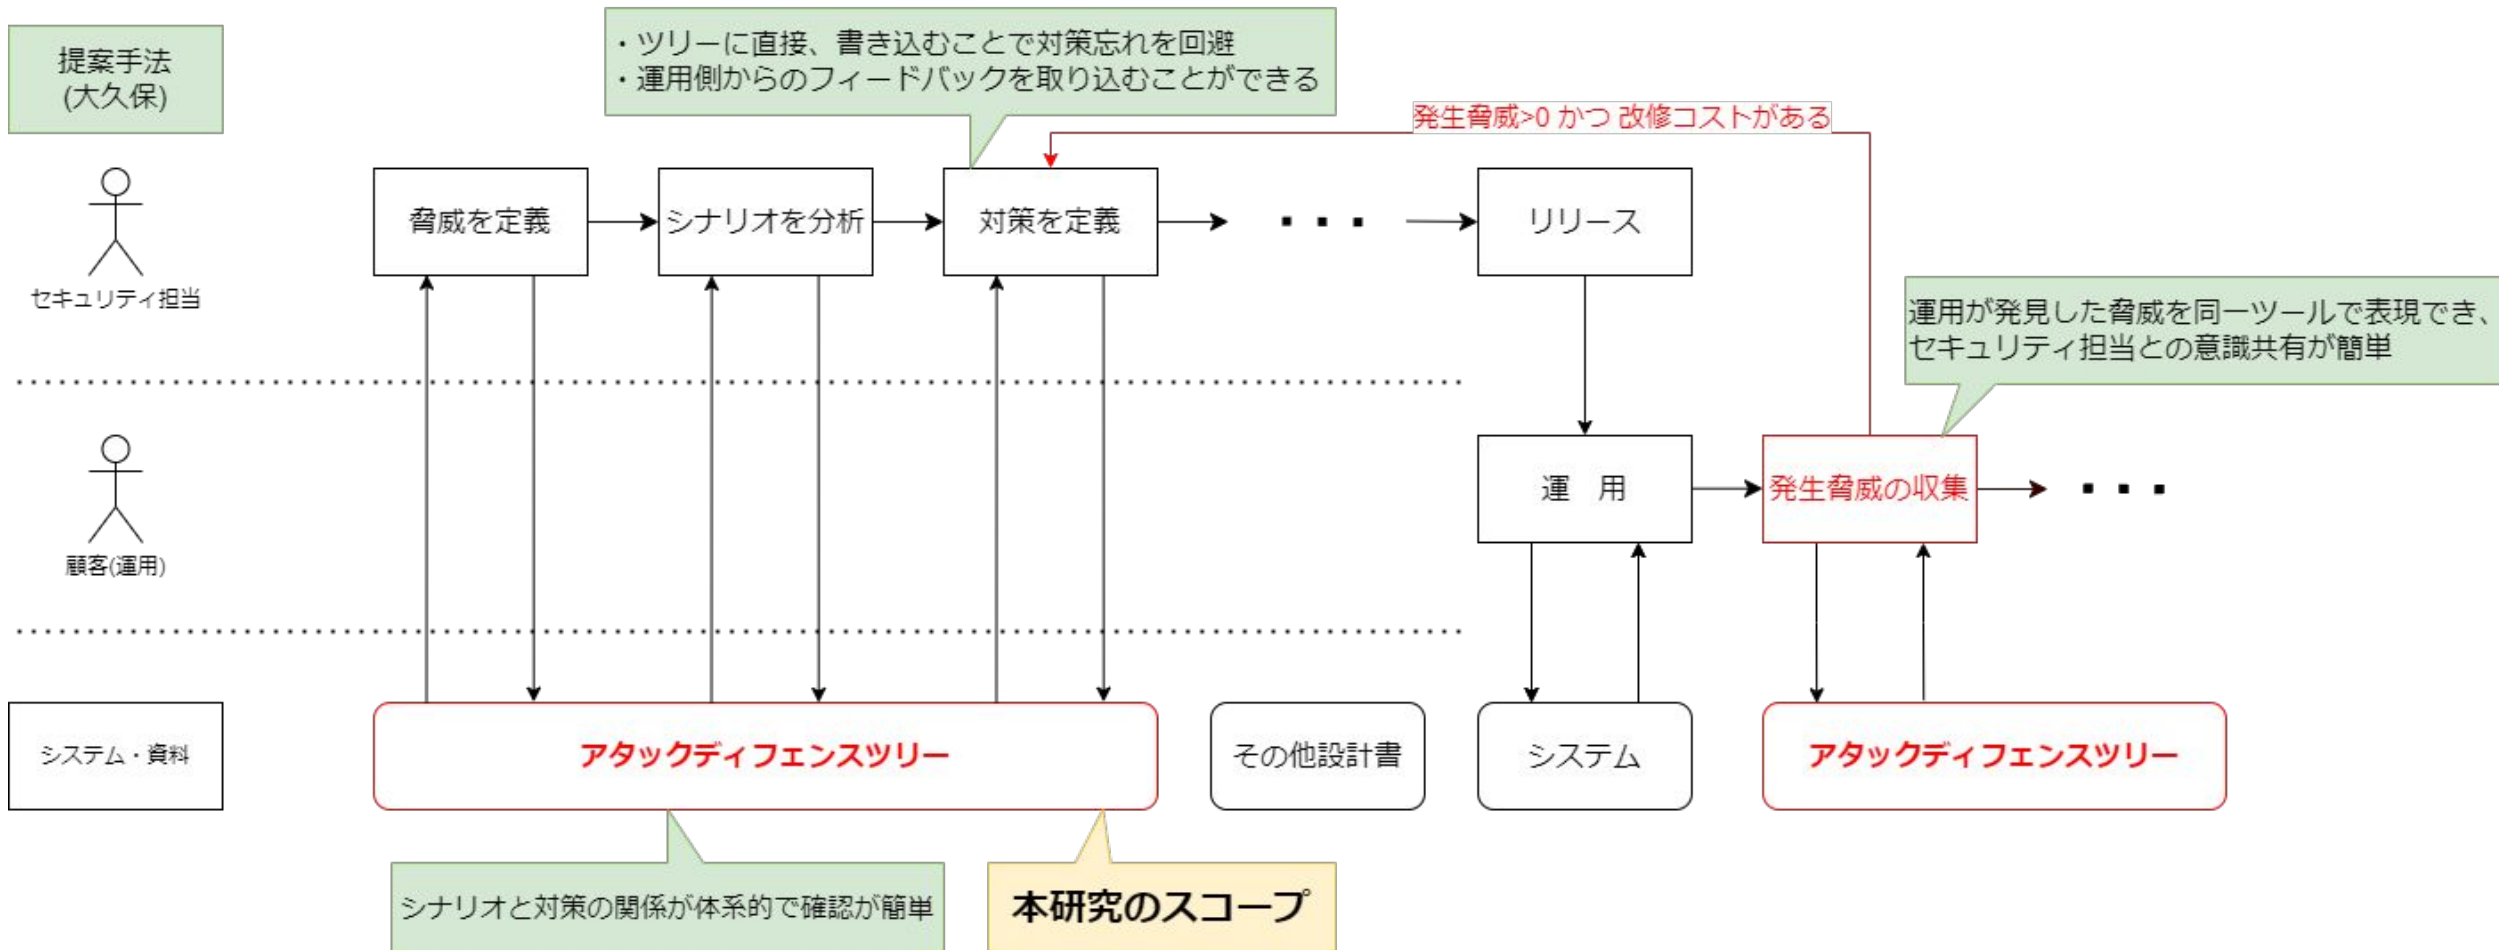 提案手法
(大久保)
・ツリーに直接、書き込むことで対策忘れを回避
・運用側からのフィードバックを取り込むことができる
発生脅威>0 かつ 改修コストがある
セキュリティ担当
脅威を定義
シナリオを分析
対策を定義
・・・
リリース
運用が発見した脅威を同一ツールで表現でき、
セキュリティ担当との意識共有が簡単
顧客(運用)
運　用
発生脅威の収集
・・・
システム・資料
アタックディフェンスツリー
その他設計書
システム
アタックディフェンスツリー
シナリオと対策の関係が体系的で確認が簡単
本研究のスコープ